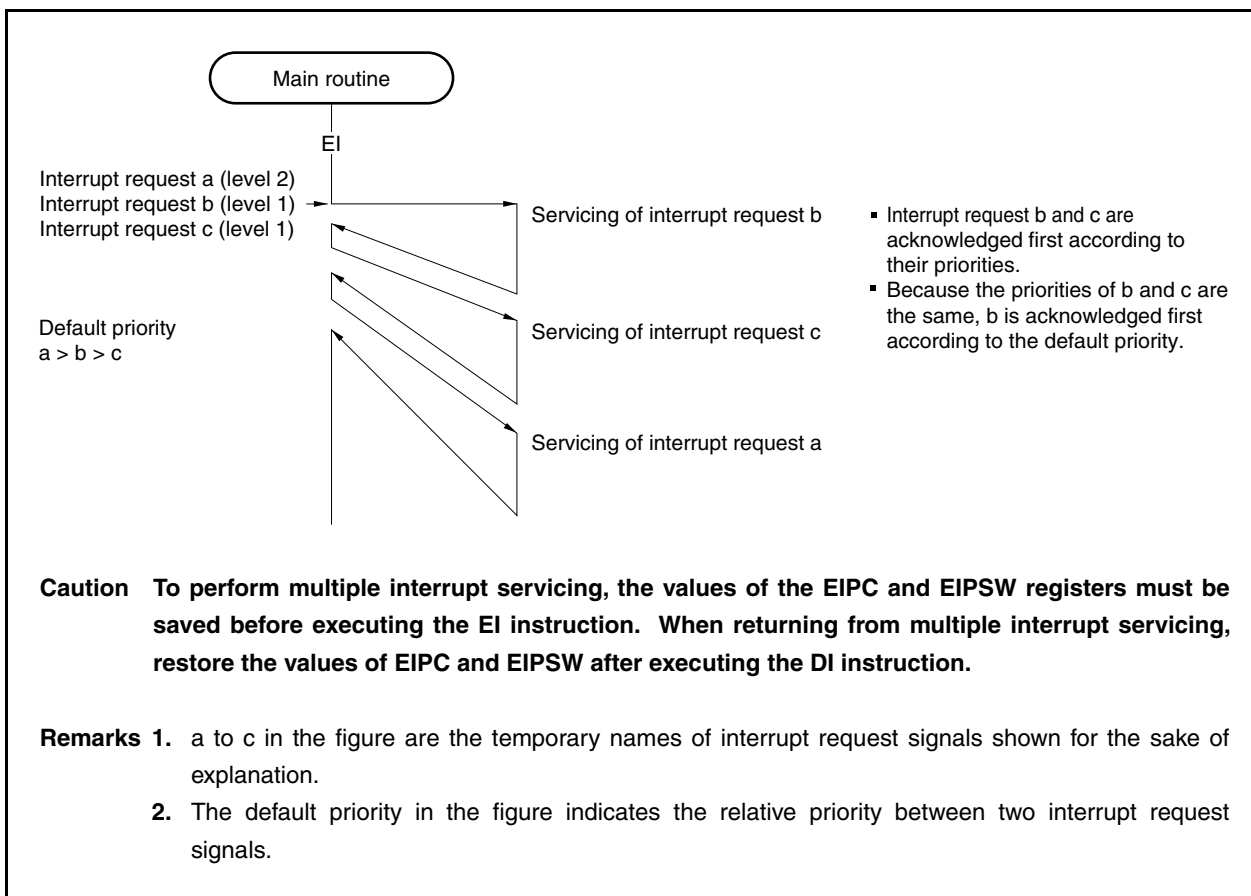 Main routine
EI
Interrupt request a (level 2)
Interrupt request b (level 1)
Interrupt request c (level 1)
Servicing of interrupt request b
▪ Interrupt request b and c are
acknowledged first according to
their priorities.
▪ Because the priorities of b and c are
the same, b is acknowledged first
according to the default priority.
Default priority
a > b > c
Servicing of interrupt request c
Servicing of interrupt request a
Caution To perform multiple interrupt servicing, the values of the EIPC and EIPSW registers must be
saved before executing the EI instruction. When returning from multiple interrupt servicing,
restore the values of EIPC and EIPSW after executing the DI instruction.
Remarks 1. a to c in the figure are the temporary names of interrupt request signals shown for the sake of
explanation.
2. The default priority in the figure indicates the relative priority between two interrupt request
signals.